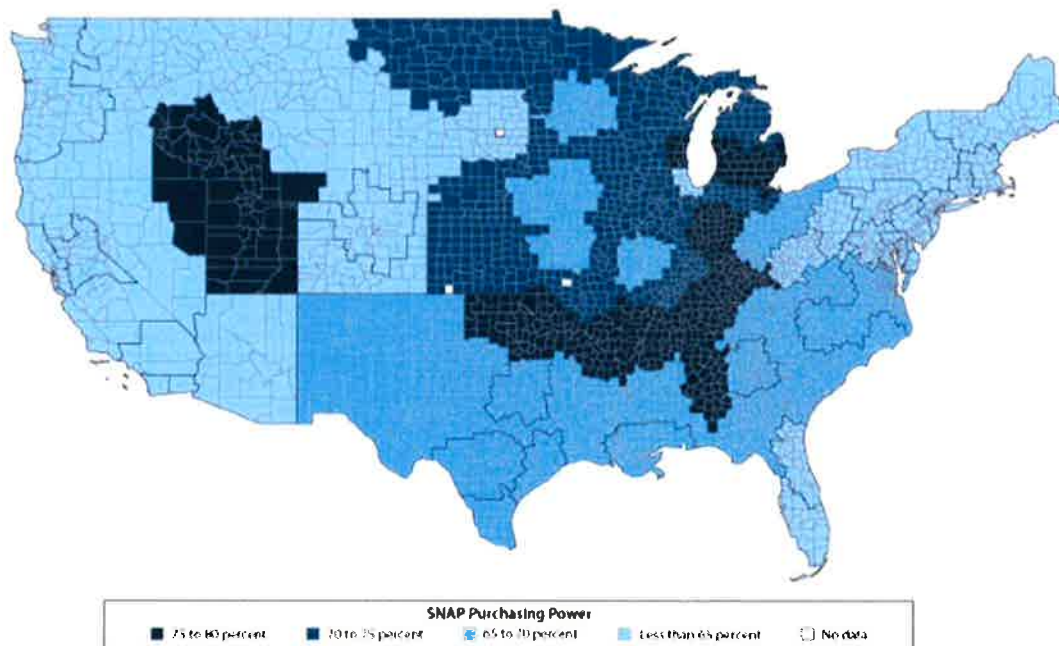 SNAP Purchasing Power
75 to 80 percent 70 to 75 percent 65 to 70 percent Less than 65 percent No data